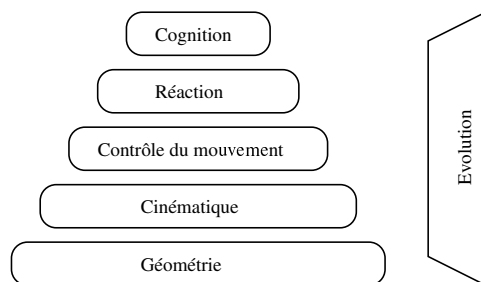 Cognition
Réaction
Contrôle du mouvement
Cinématique
Géométrie
Evolution